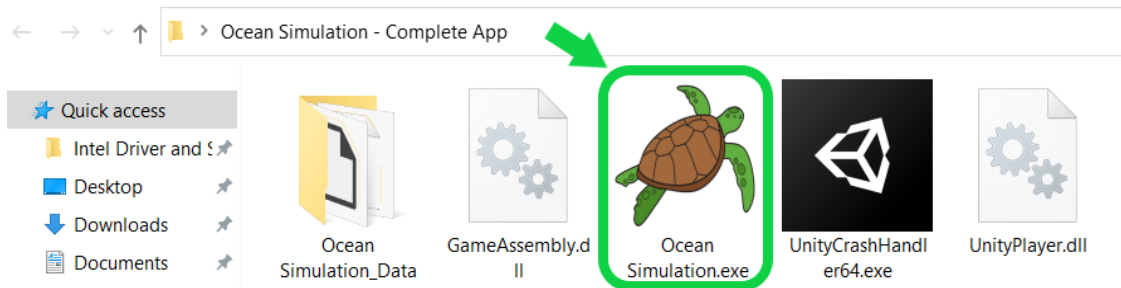 Ocean Simulation - Complete App
Quick access
Intel Driver and S
Desktop
Downloads
Documents
Ocean
Simulation_Data
GameAssembly.d
ll
Ocean
Simulation.exe
UnityCrashHandl
er64.exe
UnityPlayer.dll